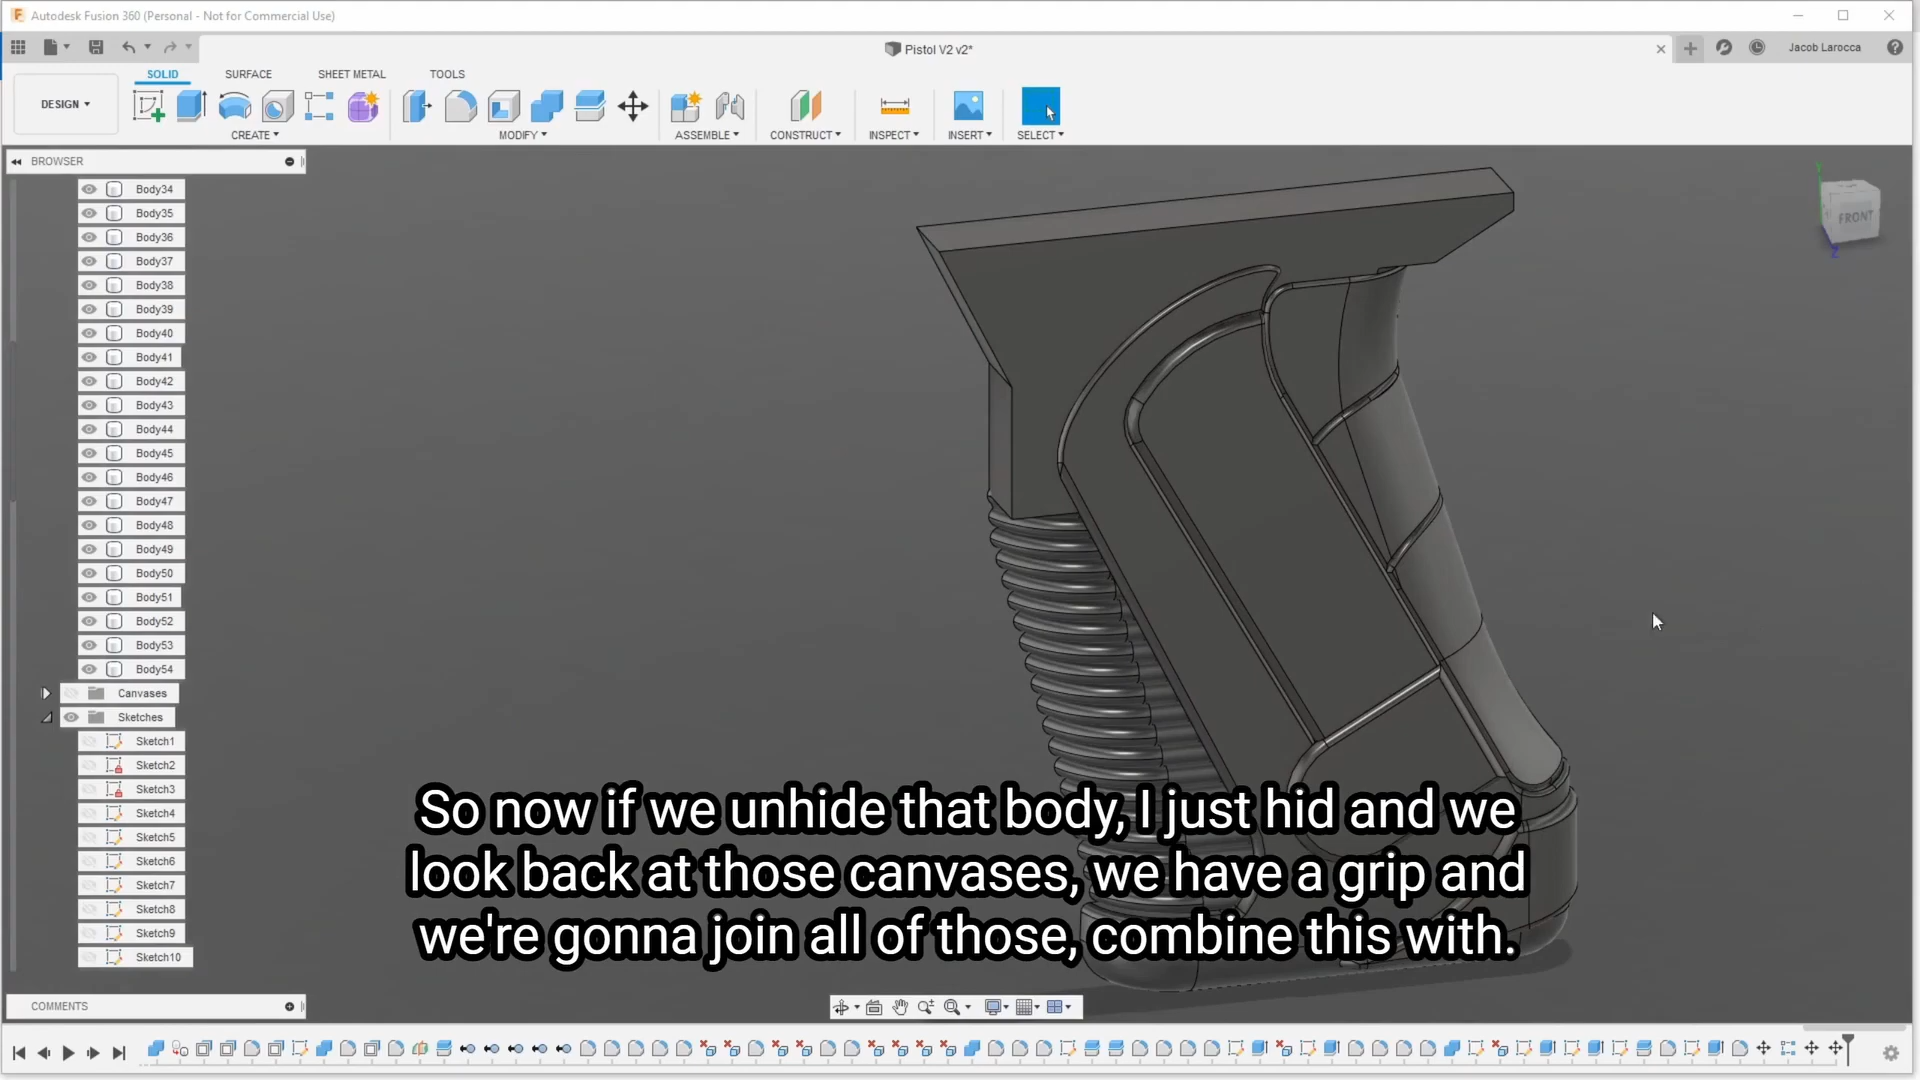 Autodesk Fusion 360 (Personal - Not for Commercial Use)
Pistol V2 v2*
Jacob Larocca
SOLID
SURFACE
SHEET METAL
TOOLS
DESIGN
CREATE
MODIFY
ASSEMBLE
CONSTRUCT
INSPECT
INSERT
SELECT
BROWSER
Body34
Body35
Body36
Body37
Body38
Body39
Body40
Body41
Body42
Body43
Body44
Body45
Body46
Body47
Body48
Body49
Body50
Body51
Body52
Body53
Body54
Canvases
Sketches
Sketch1
Sketch2
Sketch3
Sketch4
Sketch5
Sketch6
Sketch7
Sketch8
Sketch9
Sketch10
FRONT
Z
So now if we unhide that body, I just hid and we
look back at those canvases, we have a grip and
we're gonna join all of those, combine this with.
COMMENTS